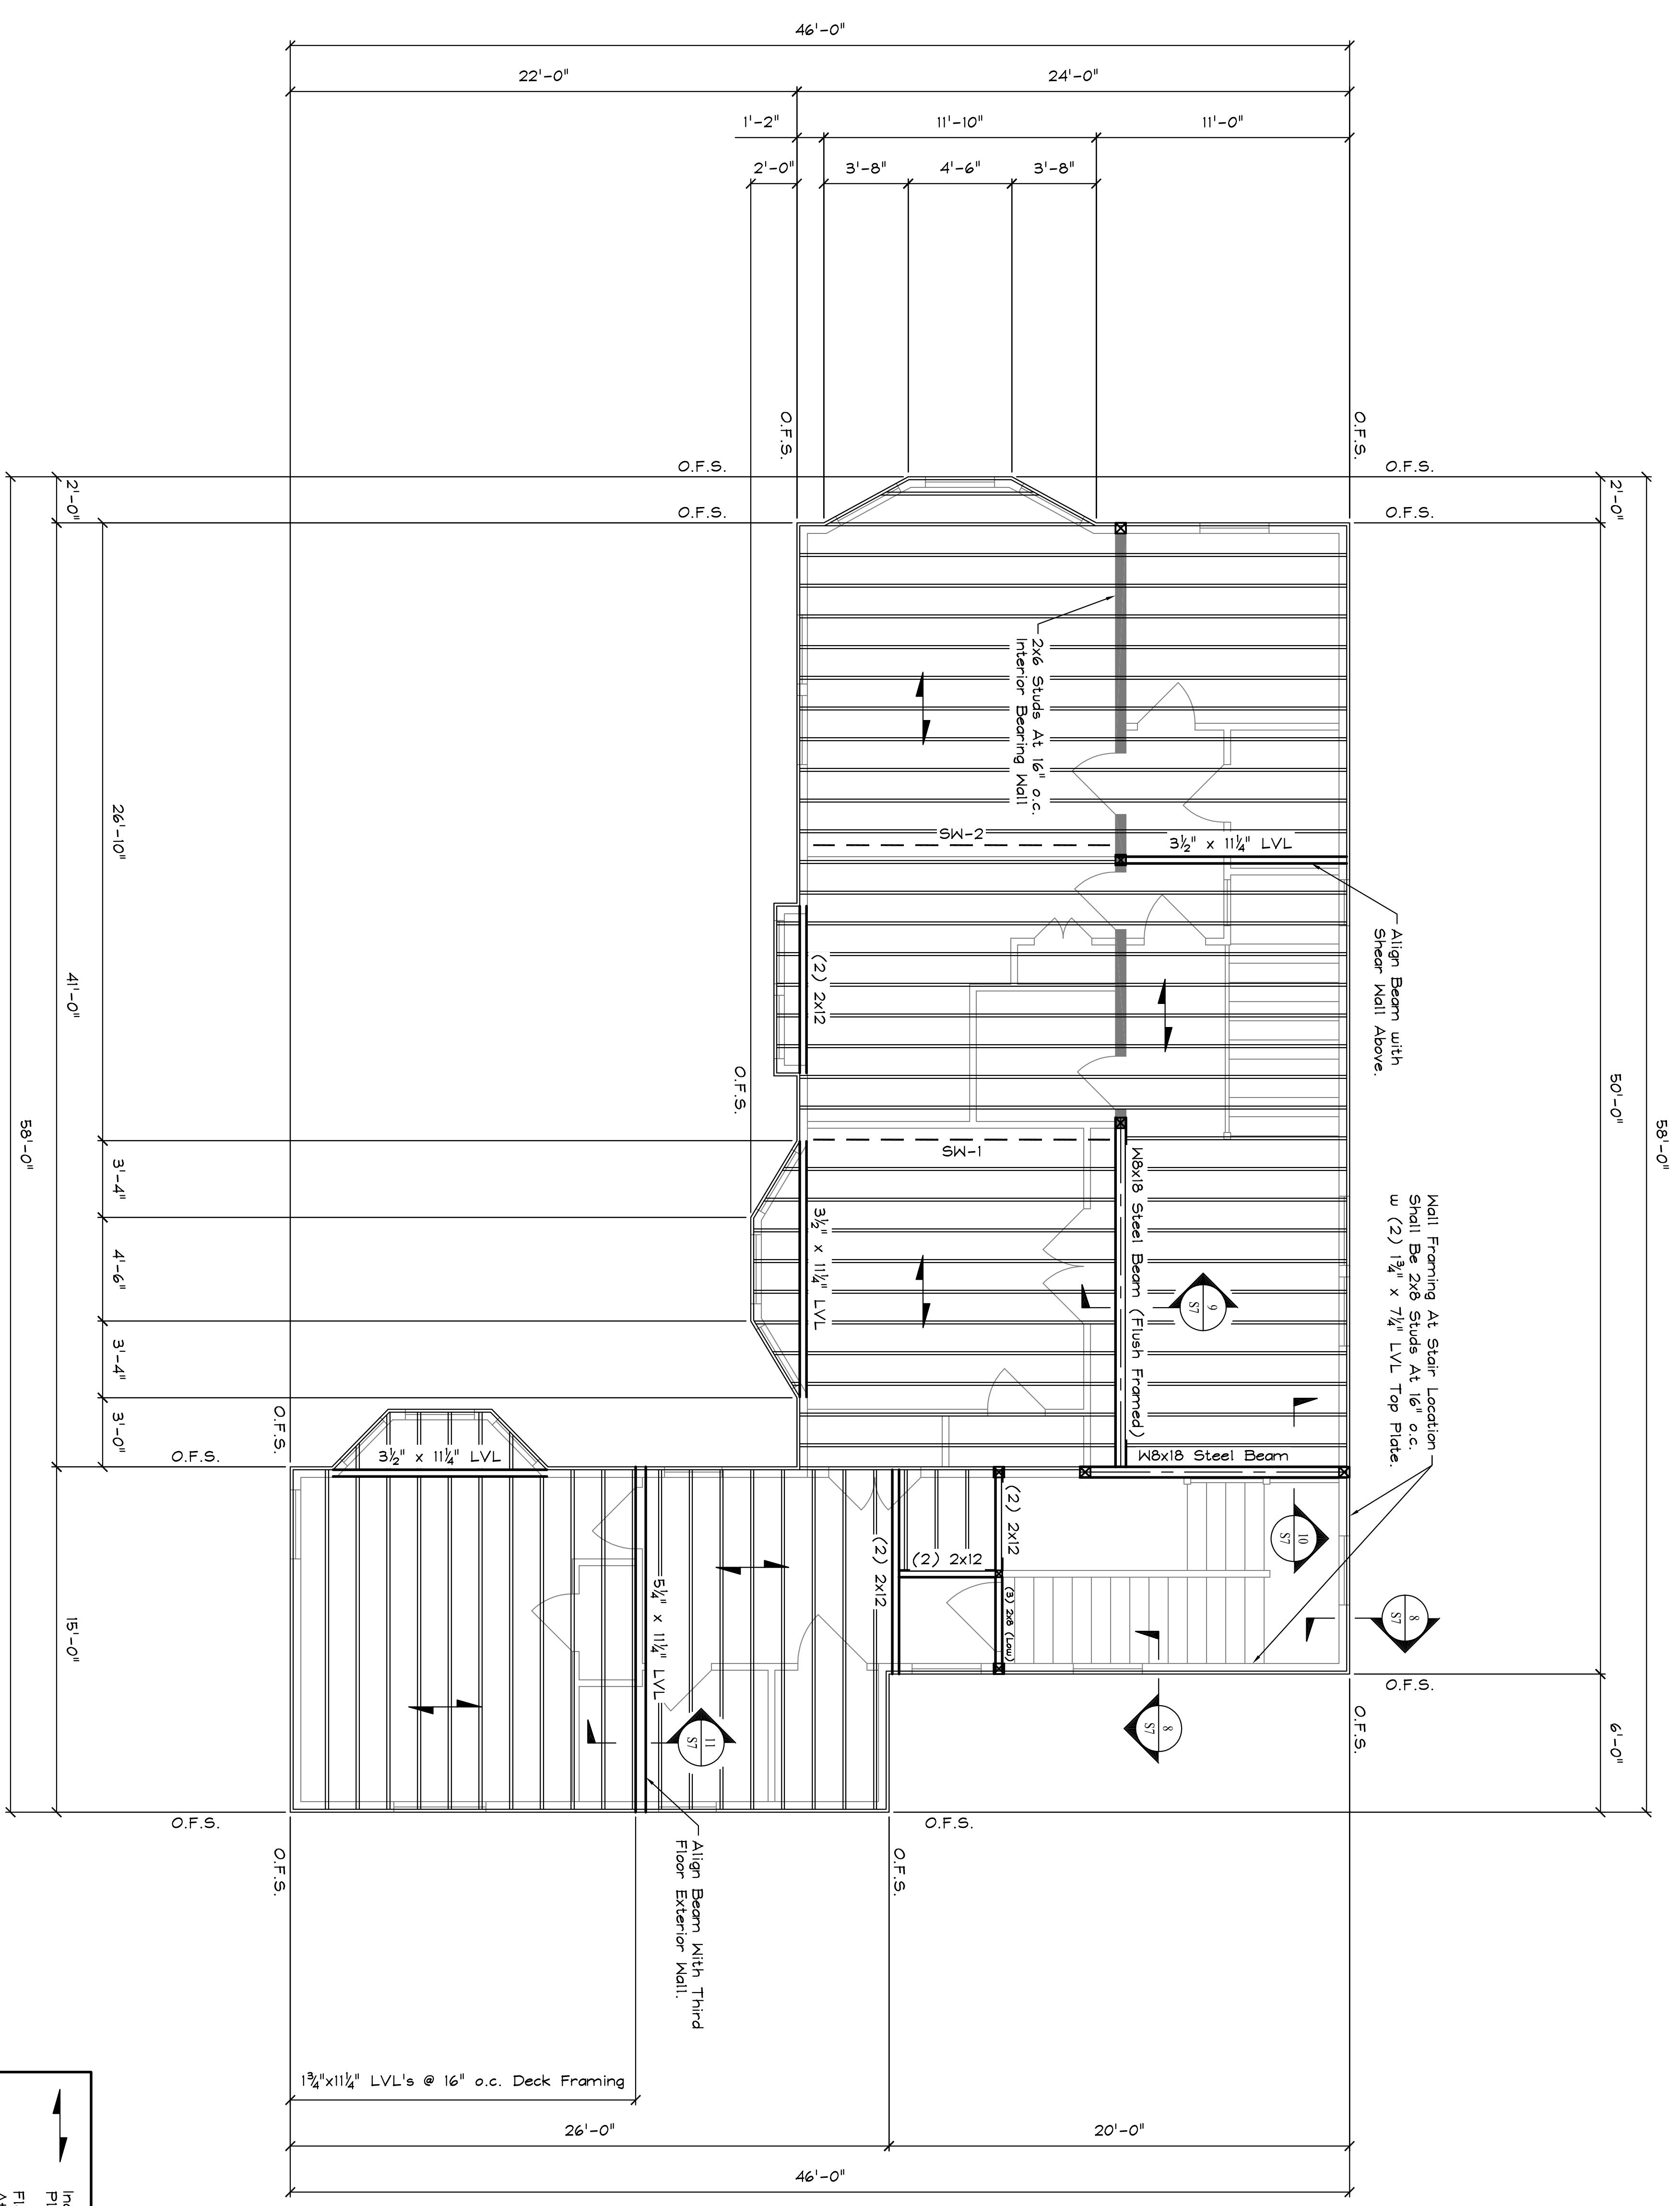 46'-0"
22'-0"
24'-0"
1'-2"
11'-10"
11'-0"
2'-0"
3'-8"
4'-6"
3'-8"
O.F.S.
O.F.S.
O.F.S.
O.F.S.
O.F.S.
O.F.S.
2'-0"
2'-0"
2x6 Studs At 16" o.c.
Interior Bearing Wall
SW-2
3½" x 11¼" LVL
Align Beam with
Shear Wall Above.
26'-10"
41'-0"
58'-0"
50'-0"
58'-0"
(2) 2x12
O.F.S.
SW-1
3½" x 11¼" LVL
W8x18 Steel Beam (Flush Framed)
9
S7
Wall Framing At Stair Location
Shall Be 2x8 Studs At 16" o.c.
w (2) 1¾" x 7¼" LVL Top Plate.
3'-4"
4'-6"
3'-4"
3'-0"
O.F.S.
O.F.S.
3½" x 11¼" LVL
W8x18 Steel Beam
(2) 2x12
10
S7
(2) 2x12
(2) 2x12
(3) 2x8 (Low)
8
S7
5¼" x 11¼" LVL
15'-0"
O.F.S.
O.F.S.
8
S7
11
S7
6'-0"
O.F.S.
O.F.S.
O.F.S.
O.F.S.
Align Beam With Third
Floor Exterior Wall.
1¾"x11¼" LVL's @ 16" o.c. Deck Framing
26'-0"
20'-0"
46'-0"